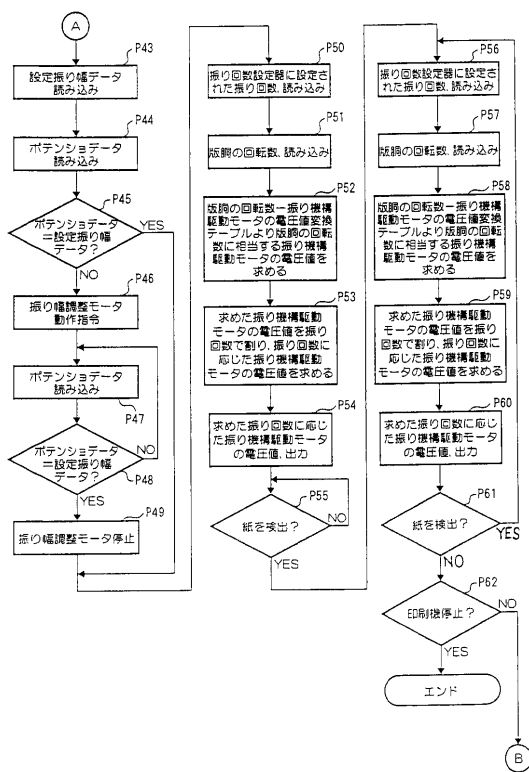 A
P43
設定振り幅データ
読み込み
P44
ポテンショデータ
読み込み
P45
ポテンショデータ
=設定振り幅
データ?
YES
NO
P46
振り幅調整モータ
動作指令
ポテンショデータ
読み込み
P47
ポテンショデータ
=設定振り幅
データ?
NO
P48
YES
P49
振り幅調整モータ停止
P50
振り回数設定器に設定さ
れた振り回数,読み込み
P51
版胴の回転数,読み込み
P52
版胴の回転数ー振り機構
駆動モータの電圧値変換
テーブルより版胴の回転
数に相当する振り機構
駆動モータの電圧値を
求める
P53
求めた振り機構駆動
モータの電圧値を振り
回数で割り,振り回数に
応じた振り機構駆動
モータの電圧値を求める
P54
求めた振り回数に応じ
た振り機構駆動モータ
の電圧値,出力
P55
紙を検出?
NO
YES
P56
振り回数設定器に設定さ
れた振り回数,読み込み
P57
版胴の回転数,読み込み
P58
版胴の回転数ー振り機構
駆動モータの電圧値変換
テーブルより版胴の回転
数に相当する振り機構
駆動モータの電圧値を
求める
P59
求めた振り機構駆動
モータの電圧値を振り
回数で割り,振り回数
に応じた振り機構駆動
モータの電圧値を求める
P60
求めた振り回数に応じ
た振り機構駆動モータ
の電圧値,出力
P61
紙を検出?
YES
NO
P62
印刷機停止?
NO
YES
エンド
B